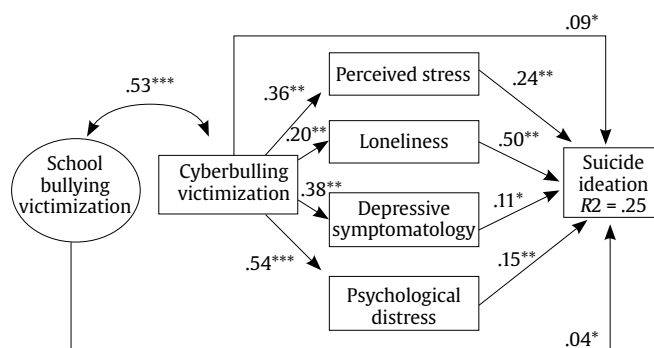 .09*
Perceived stress
.53***
.36**
.24**
.20**
Loneliness
.50**
School
bullying
victimization
Cyberbulling
victimization
Suicide
ideation
R2 = .25
.38**
Depressive
symptomatology
.11*
.54***
.15**
Psychological
distress
.04*